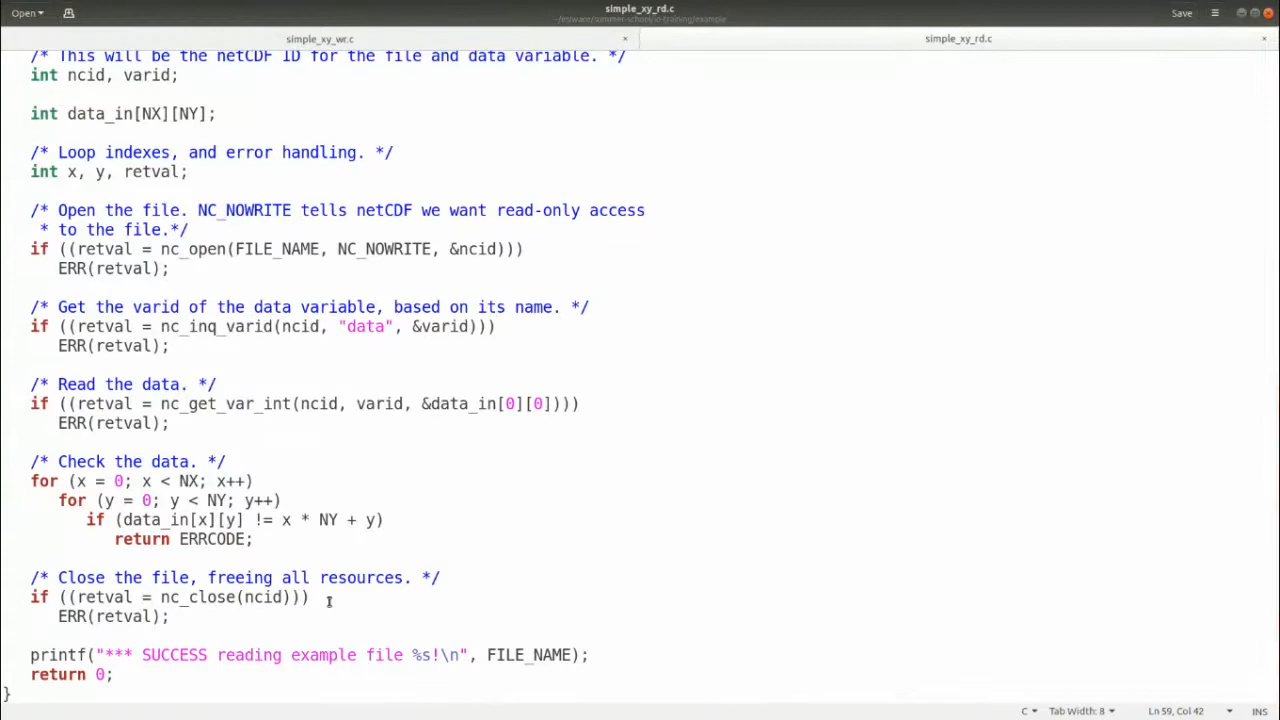 Open
simple_xy_rd.c
Save
simple_xy_wr.c
simple_xy_rd.c
/* This will be the netCDF ID for the file and data variable. */
int ncid, varid;
int data_in[NX][NY];
/* Loop indexes, and error handling. */
int x, y, retval;
/* Open the file. NC_NOWRITE tells netCDF we want read-only access
* to the file.*/
if ((retval = nc_open(FILE_NAME, NC_NOWRITE, &ncid)))
ERR(retval);
/* Get the varid of the data variable, based on its name. */
if ((retval = nc_inq_varid(ncid, "data", &varid)))
ERR(retval);
/* Read the data. */
if ((retval = nc_get_var_int(ncid, varid, &data_in[0][0])))
ERR(retval);
/* Check the data. */
for (x = 0; x < NX; x++)
for (y = 0; y < NY; y++)
if (data_in[x][y] != x * NY + y)
return ERRCODE;
/* Close the file, freeing all resources. */
if ((retval = nc_close(ncid)))
ERR(retval);
printf("*** SUCCESS reading example file %s!\n", FILE_NAME);
return 0;
}
C Tab Width: 8 Ln 59, Col 42 INS